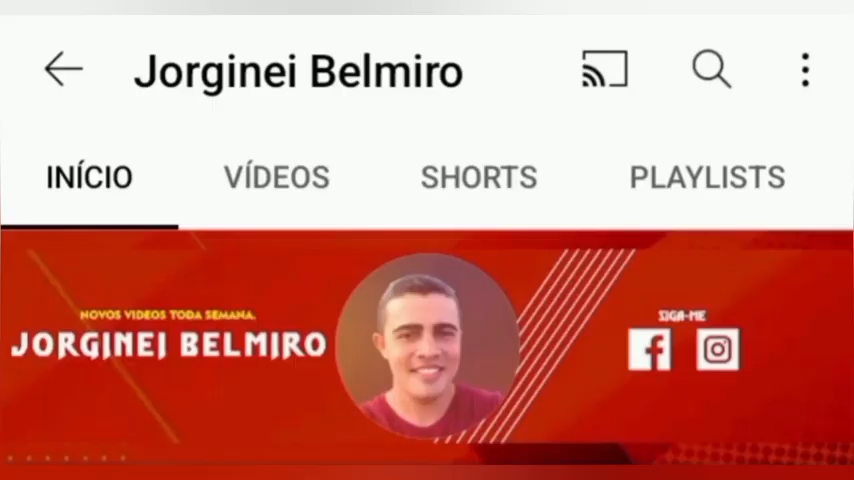 Jorginei Belmiro
INÍCIO VÍDEOS SHORTS PLAYLISTS
NOVOS VIDEOS TODA SEMANA.
JORGINEI BELMIRO
SIGA-ME